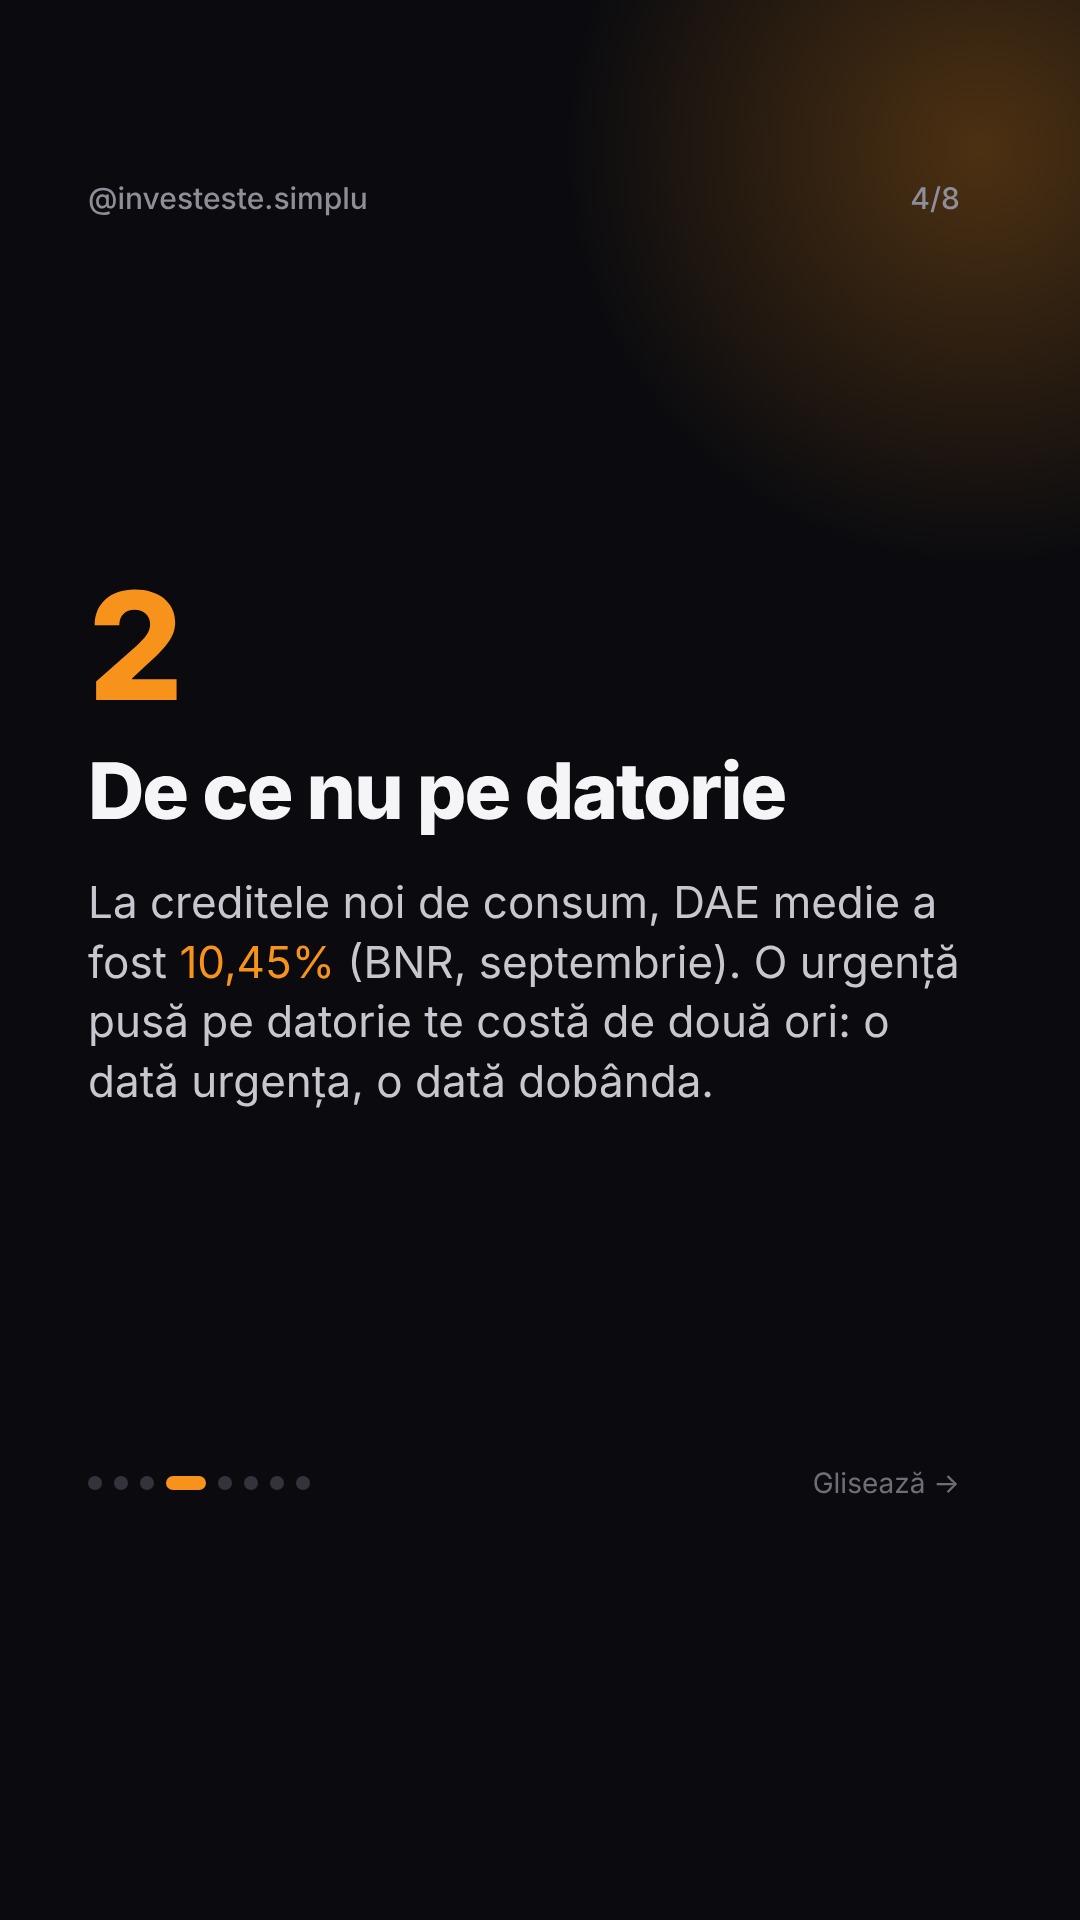 @investeste.simplu
4/8
2
De ce nu pe datorie
La creditele noi de consum, DAE medie a
fost 10,45% (BNR, septembrie). O urgență
pusă pe datorie te costă de două ori: o
dată urgența, o dată dobânda.
Glisează →